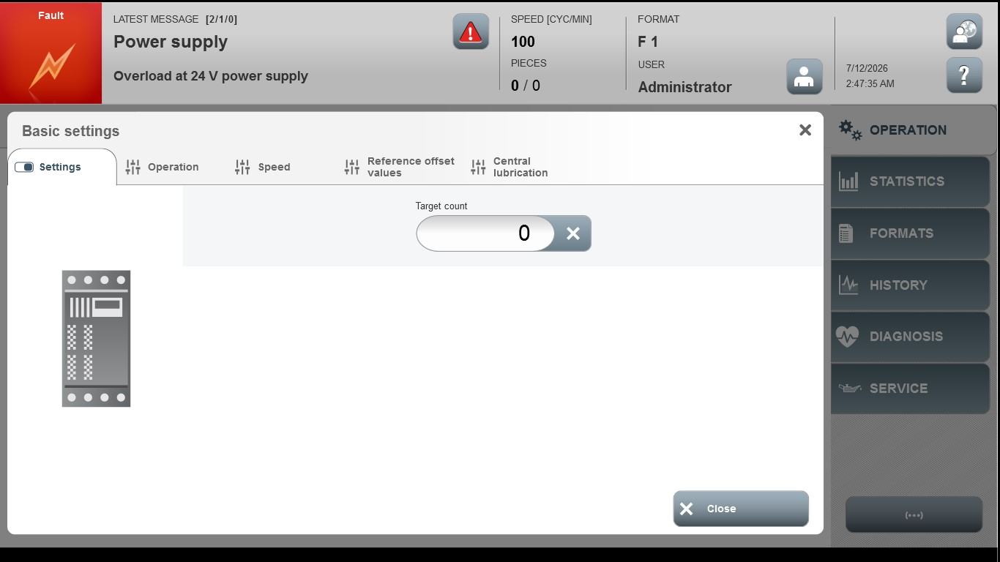 Fault
LATEST MESSAGE [2/1/0]
Power supply
Overload at 24 V power supply
SPEED [CYC/MIN]
100
PIECES
0 / 0
FORMAT
F 1
USER
Administrator
7/12/2026
2:47:35 AM
?
Basic settings
Settings
Operation
Speed
Reference offset
values
Central
lubrication
Target count
0
Close
OPERATION
STATISTICS
FORMATS
HISTORY
DIAGNOSIS
SERVICE
(•••)